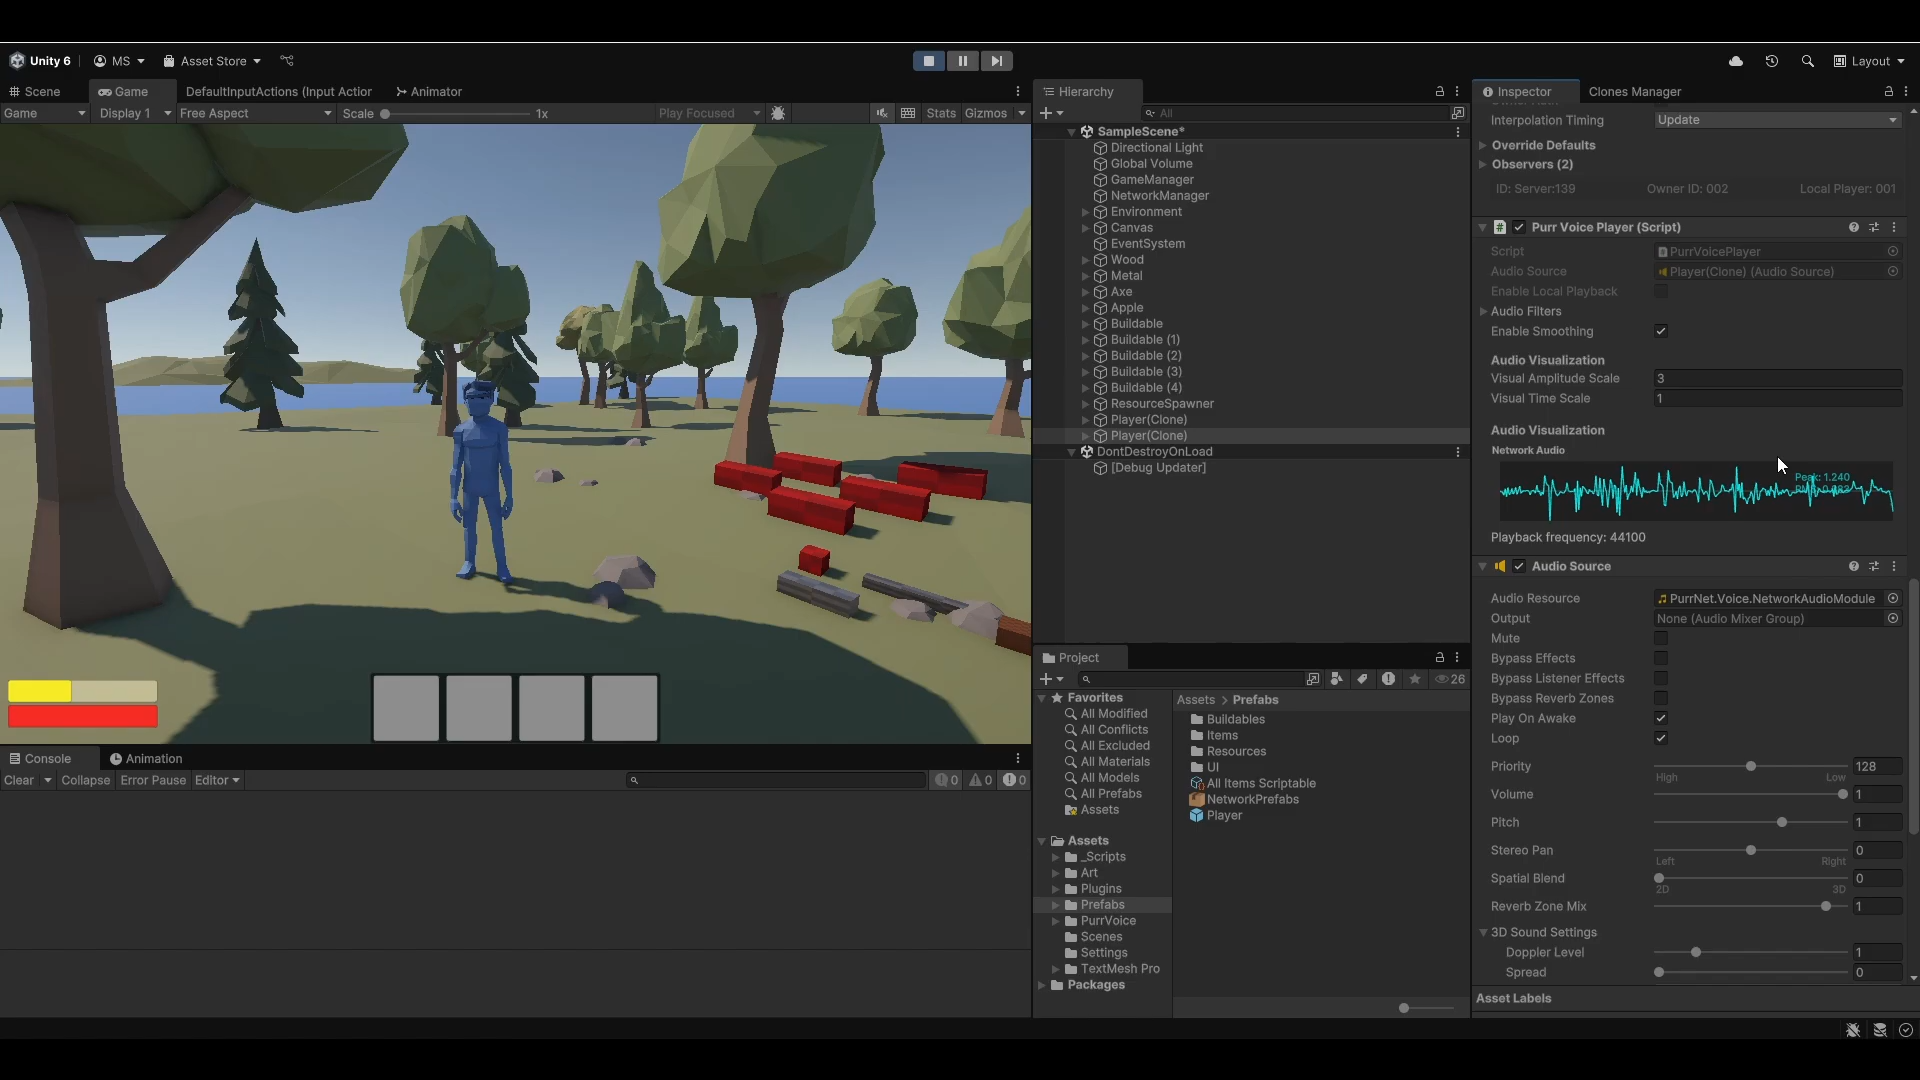 Unity 6
MS
Asset Store
Layout
Scene
Game
DefaultInputActions (Input Actior
Animator
Hierarchy
Inspector
Clones Manager
Game
Display 1
Free Aspect
Scale
1x
Play Focused
Stats
Gizmos
All
SampleScene*
Directional Light
Global Volume
GameManager
NetworkManager
Environment
Canvas
EventSystem
Wood
Metal
Axe
Apple
Buildable
Buildable (1)
Buildable (2)
Buildable (3)
Buildable (4)
ResourceSpawner
Player(Clone)
Player(Clone)
DontDestroyOnLoad
[Debug Updater]
Interpolation Timing
Update
Override Defaults
Observers (2)
ID: Server:139
Owner ID: 002
Local Player: 001
Purr Voice Player (Script)
Script
PurrVoicePlayer
Audio Source
Player(Clone) (Audio Source)
Enable Local Playback
Audio Filters
Enable Smoothing
Audio Visualization
Visual Amplitude Scale
3
Visual Time Scale
1
Audio Visualization
Network Audio
Peak: 1.240
Playback frequency: 44100
Audio Source
Audio Resource
PurrNet.Voice.NetworkAudioModule
Output
None (Audio Mixer Group)
Mute
Bypass Effects
Bypass Listener Effects
Bypass Reverb Zones
Play On Awake
Loop
Priority
128
High
Low
Volume
1
Pitch
1
Stereo Pan
0
Left
Right
Spatial Blend
0
2D
3D
Reverb Zone Mix
1
3D Sound Settings
Doppler Level
1
Spread
0
Asset Labels
Project
26
Favorites
All Modified
All Conflicts
All Excluded
All Materials
All Models
All Prefabs
Assets
Assets
_Scripts
Art
Plugins
Prefabs
PurrVoice
Scenes
Settings
TextMesh Pro
Packages
Assets > Prefabs
Buildables
Items
Resources
UI
All Items Scriptable
NetworkPrefabs
Player
Console
Animation
Clear
Collapse
Error Pause
Editor
0
0
0